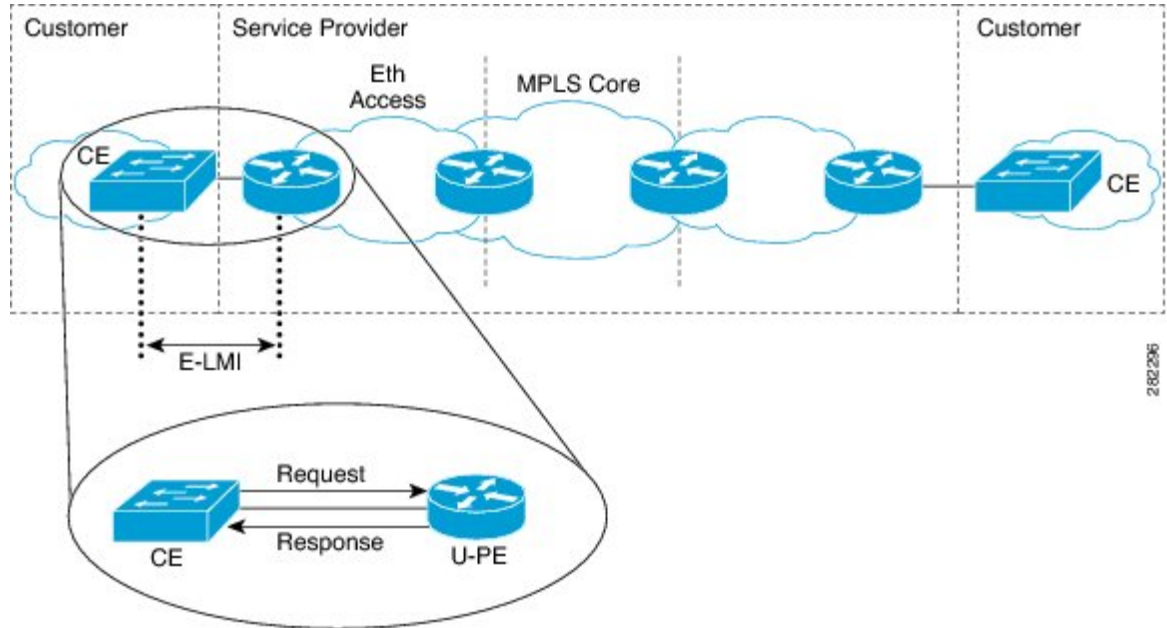 Customer
Service Provider
Customer
Eth
Access
MPLS Core
CE
CE
E-LMI
282296
Request
Response
CE
U-PE